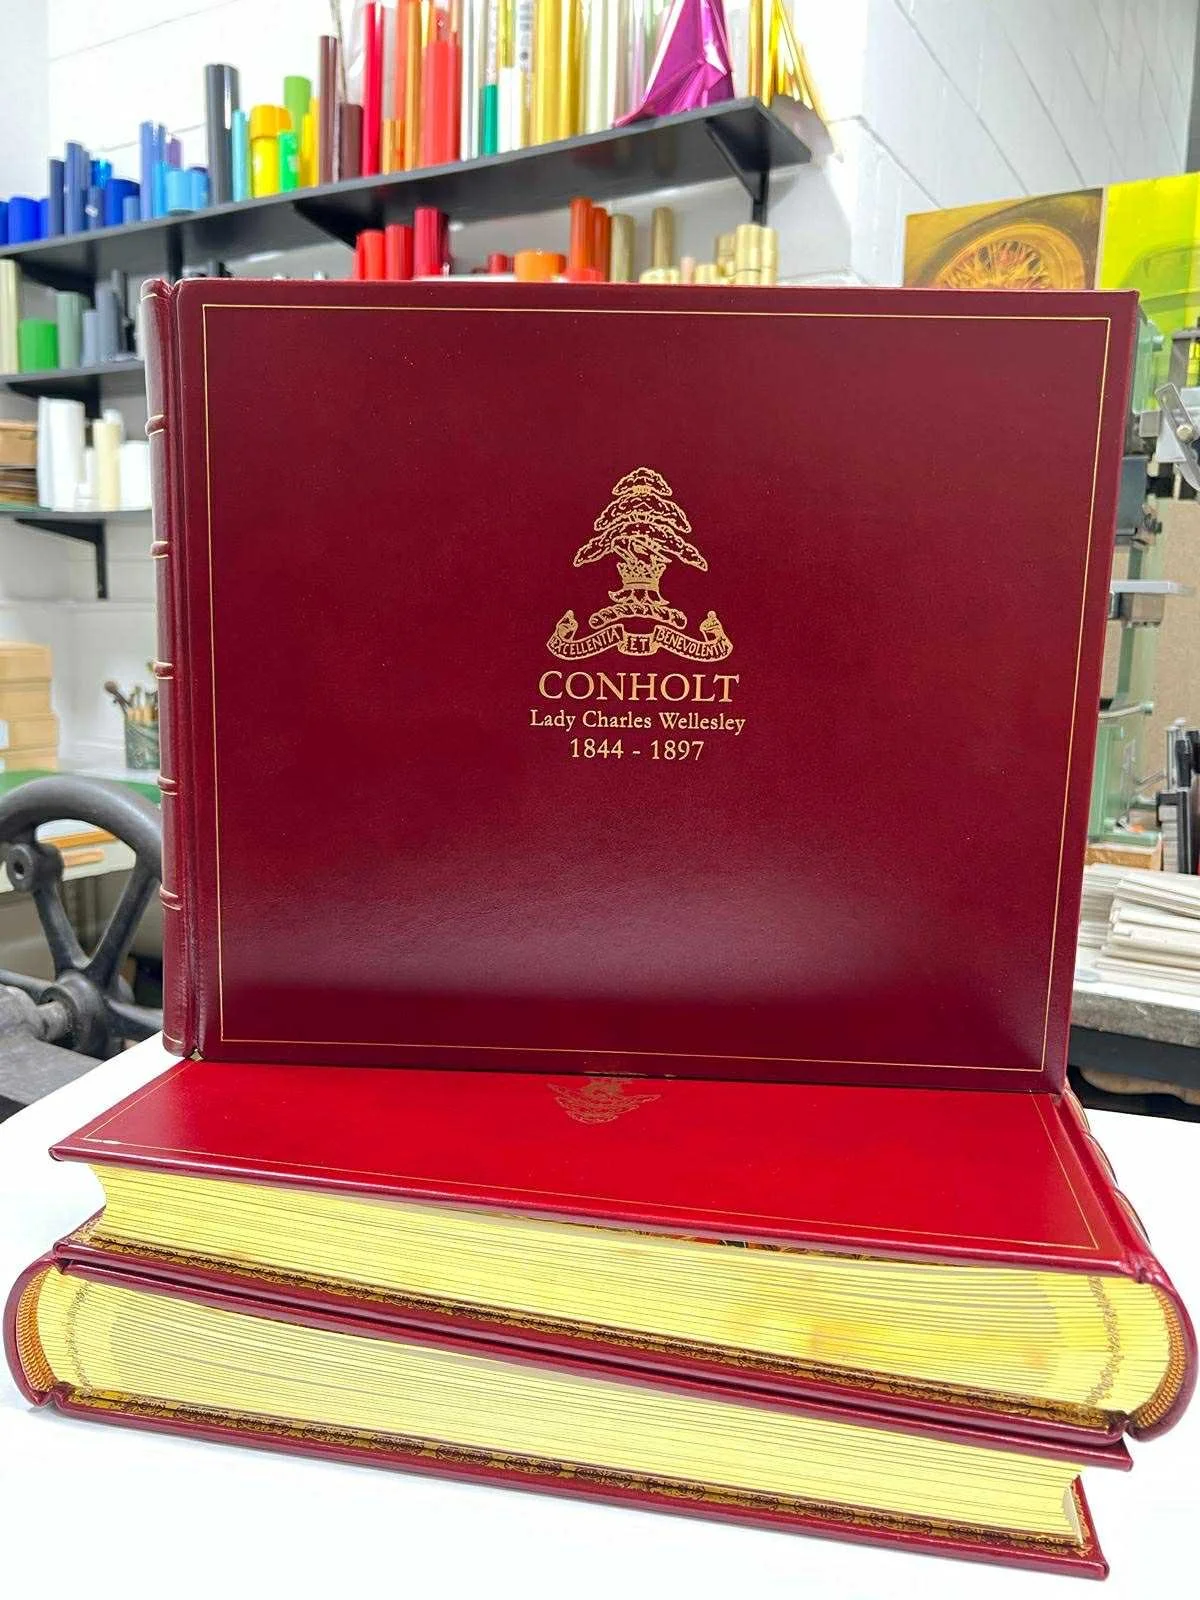 EXCELLENTIA ET BENEVOLENTIA
CONHOLT
Lady Charles Wellesley
1844 - 1897